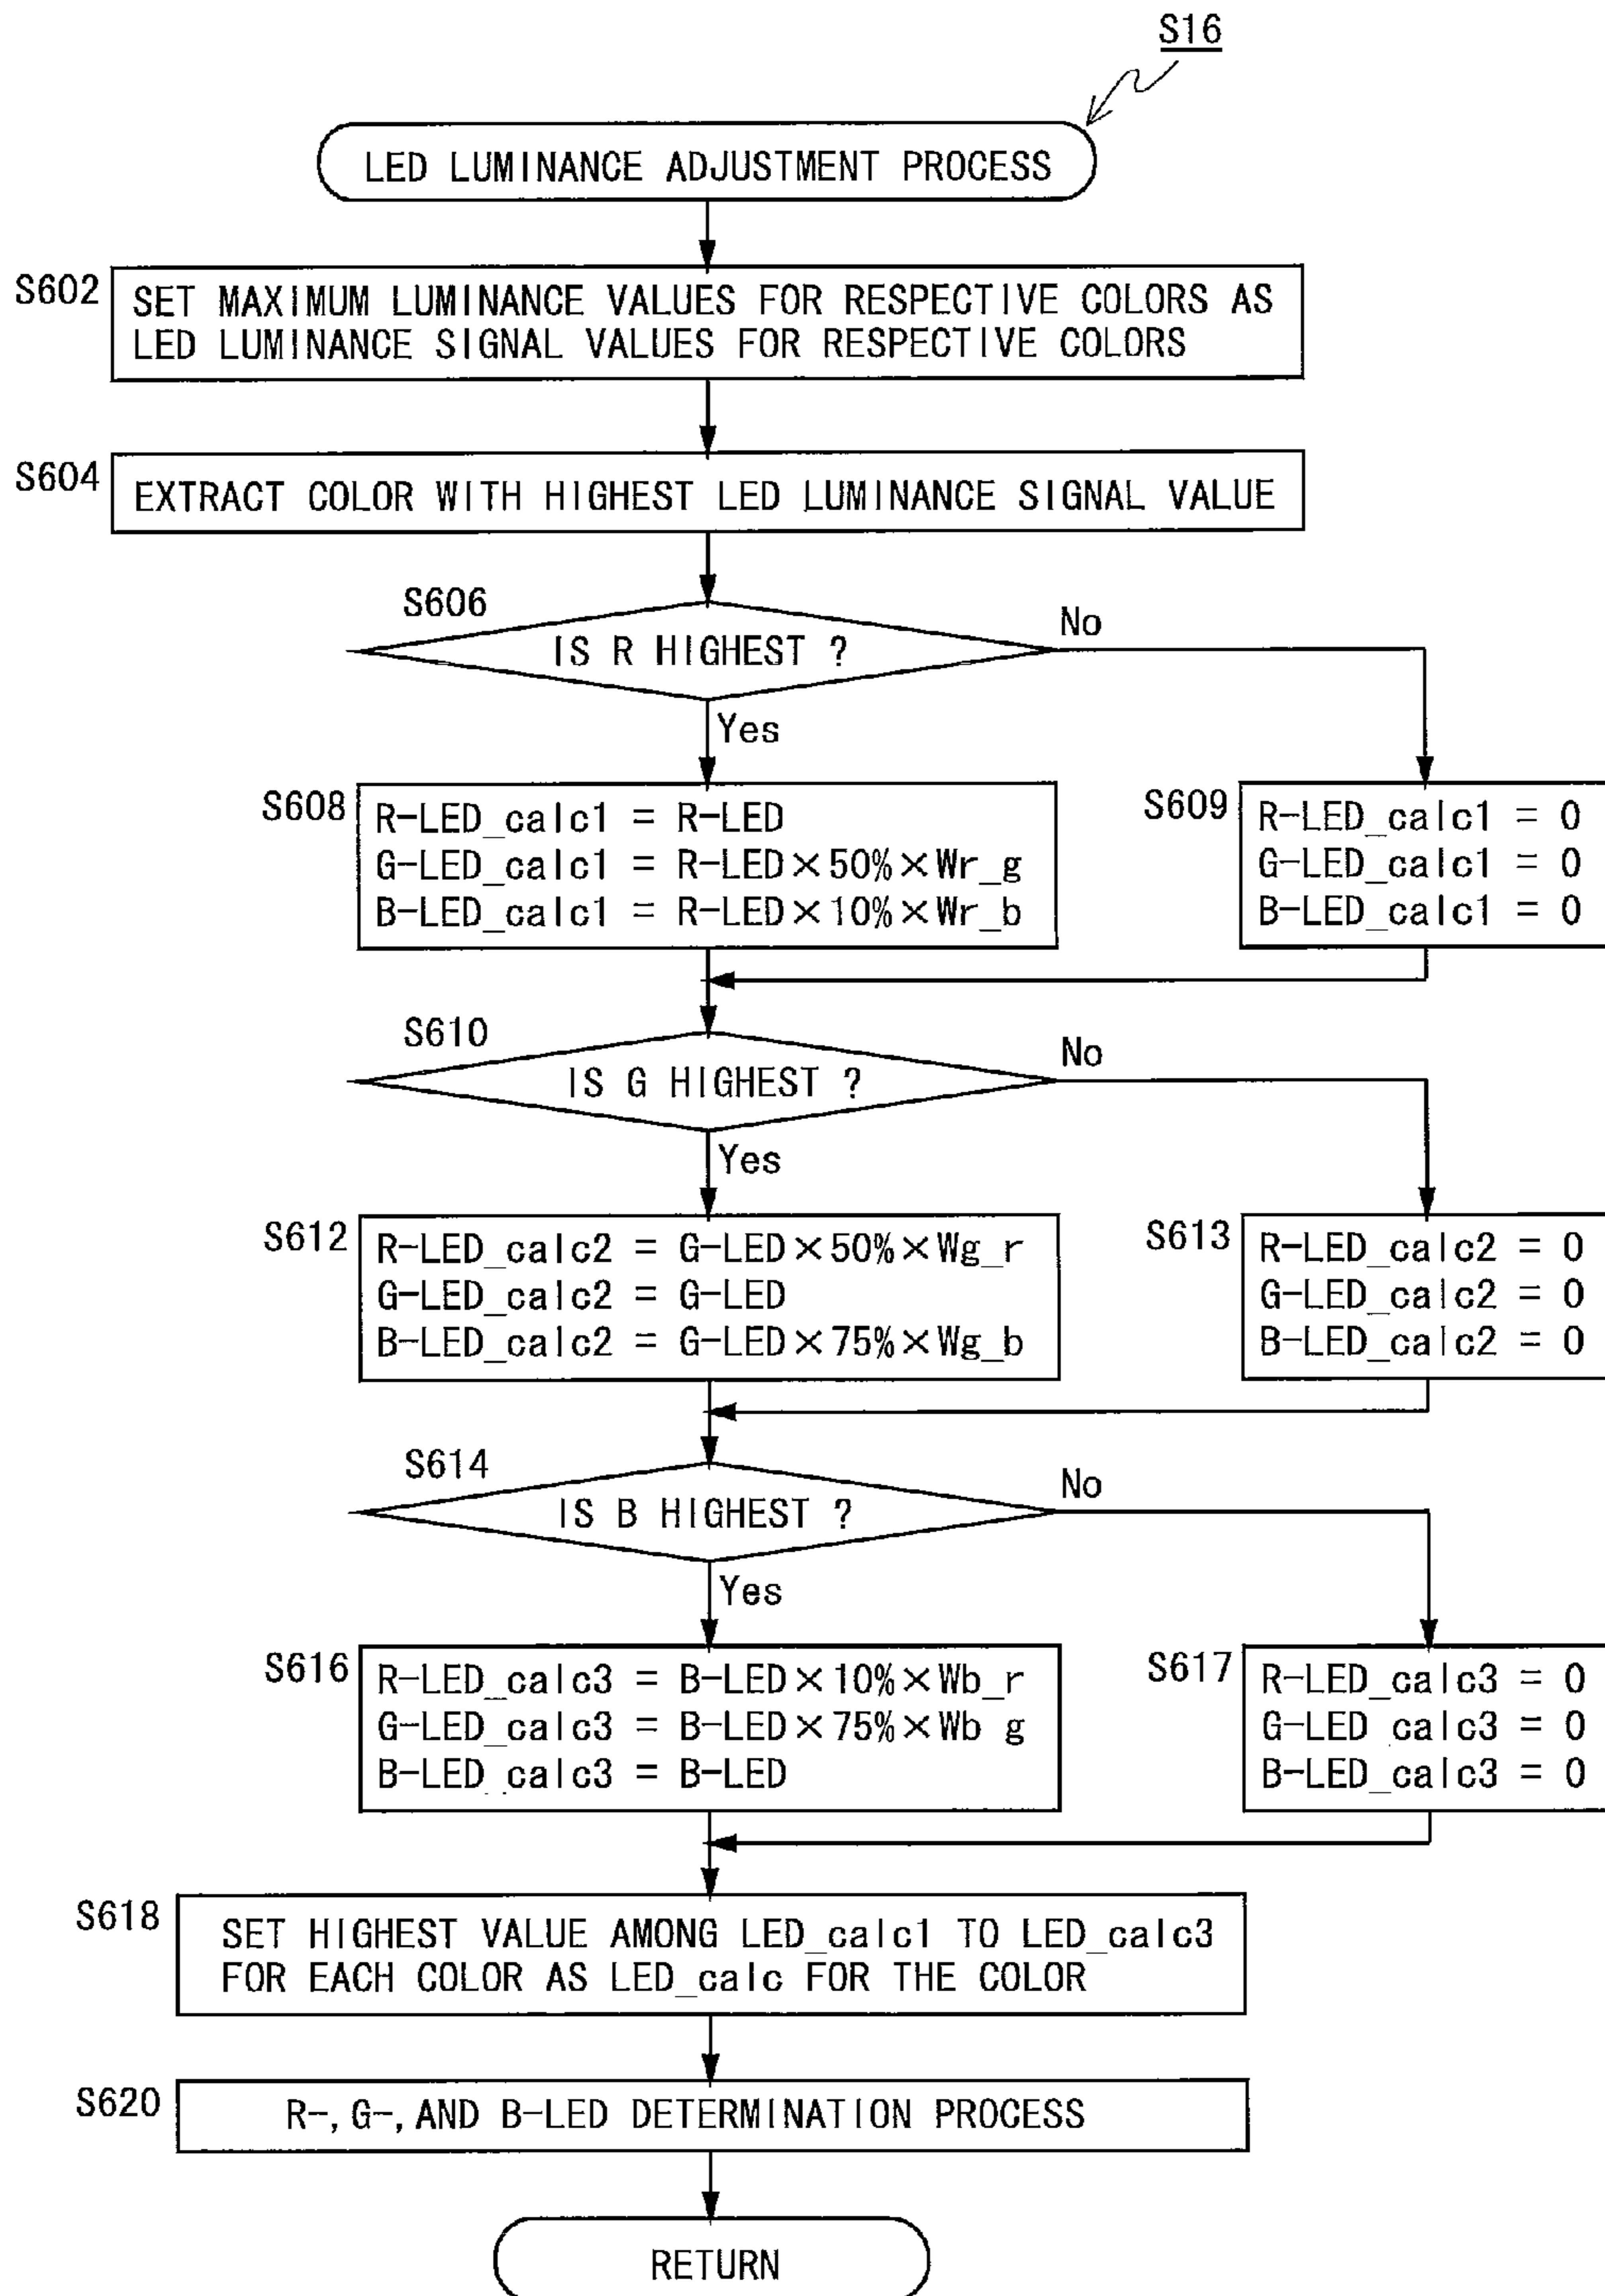 S16
LED LUMINANCE ADJUSTMENT PROCESS
S602
SET MAXIMUM LUMINANCE VALUES FOR RESPECTIVE COLORS AS
LED LUMINANCE SIGNAL VALUES FOR RESPECTIVE COLORS
S604
EXTRACT COLOR WITH HIGHEST LED LUMINANCE SIGNAL VALUE
S606
IS R HIGHEST ?
No
Yes
S608
R-LED_calc1 = R-LED
G-LED_calc1 = R-LED×50%×Wr_g
B-LED_calc1 = R-LED×10%×Wr_b
S609
R-LED_calc1 = 0
G-LED_calc1 = 0
B-LED_calc1 = 0
S610
IS G HIGHEST ?
No
Yes
S612
R-LED_calc2 = G-LED×50%×Wg_r
G-LED_calc2 = G-LED
B-LED_calc2 = G-LED×75%×Wg_b
S613
R-LED_calc2 = 0
G-LED_calc2 = 0
B-LED_calc2 = 0
S614
IS B HIGHEST ?
No
Yes
S616
R-LED_calc3 = B-LED×10%×Wb_r
G-LED_calc3 = B-LED×75%×Wb_g
B-LED_calc3 = B-LED
S617
R-LED_calc3 = 0
G-LED_calc3 = 0
B-LED_calc3 = 0
S618
SET HIGHEST VALUE AMONG LED_calc1 TO LED_calc3
FOR EACH COLOR AS LED_calc FOR THE COLOR
S620
R-, G-, AND B-LED DETERMINATION PROCESS
RETURN